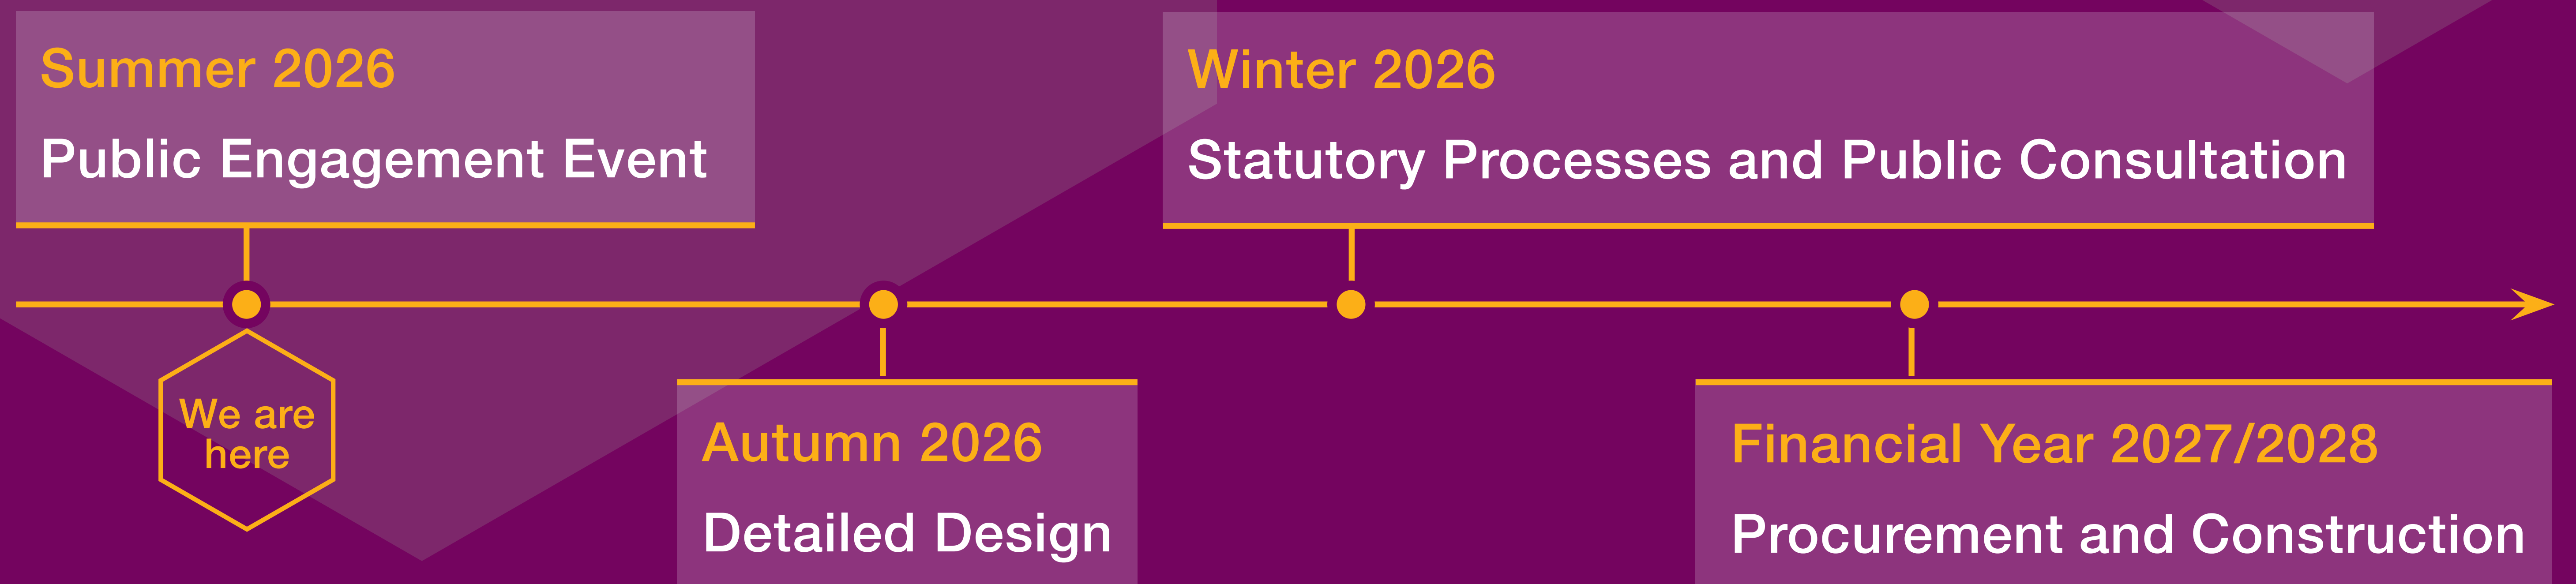 Summer 2026
Public Engagement Event
We are
here
Autumn 2026
Detailed Design
Winter 2026
Statutory Processes and Public Consultation
Financial Year 2027/2028
Procurement and Construction